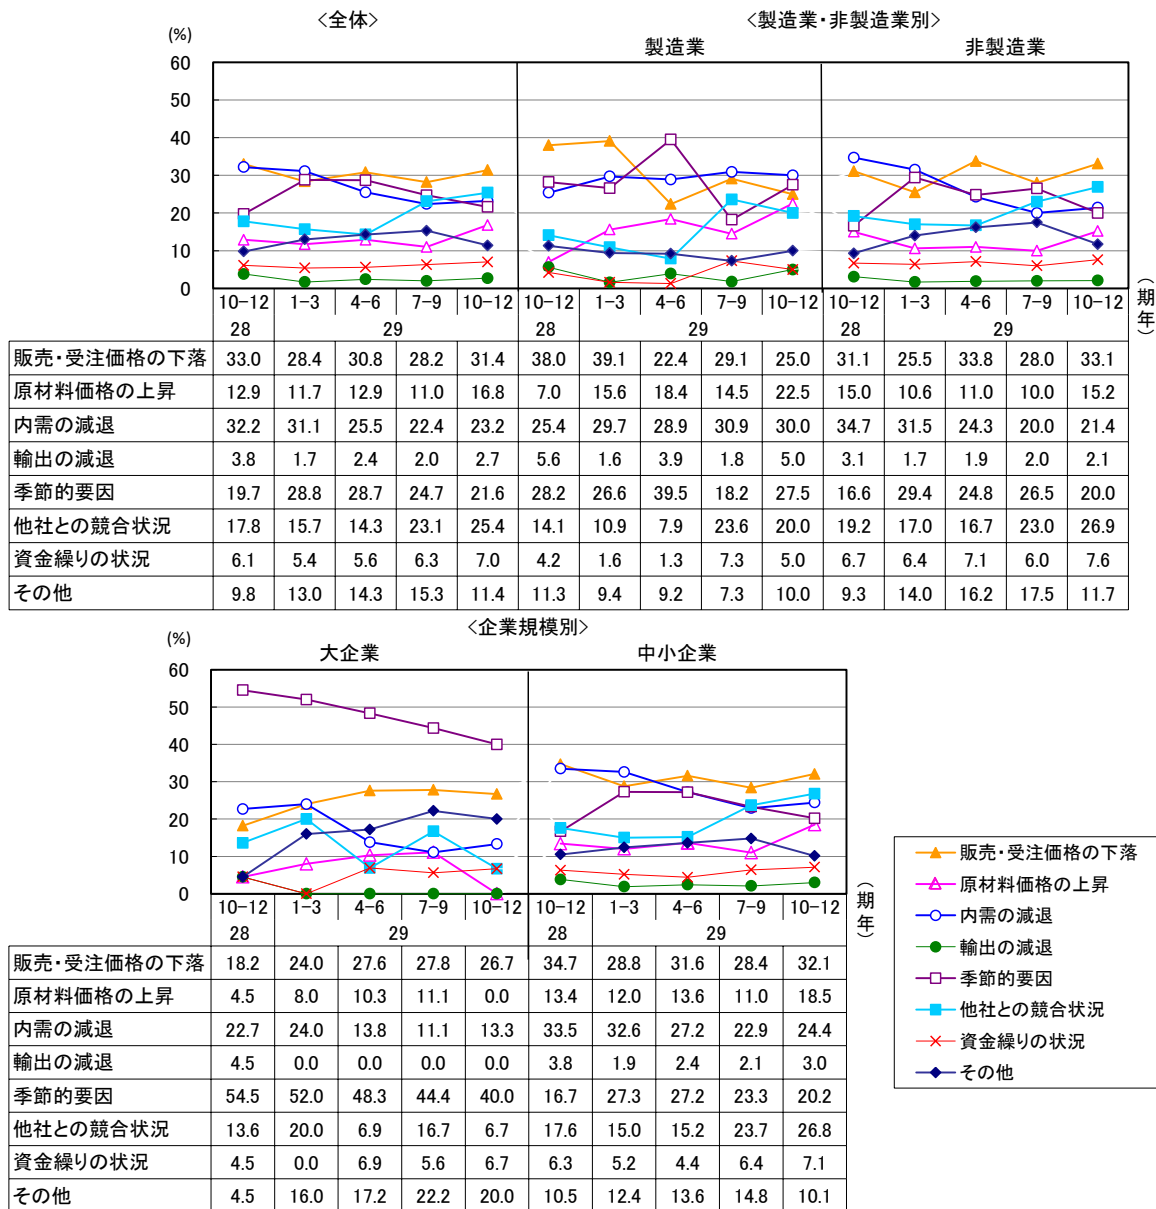 <全体>
<製造業・非製造業別>
(%)
製造業
非製造業
60
50
40
30
20
10
0
10-12 1-3 4-6 7-9 10-12 10-12 1-3 4-6 7-9 10-12 10-12 1-3 4-6 7-9 10-12
28 29 28 29 28 29
(期年)
販売・受注価格の下落 33.0 28.4 30.8 28.2 31.4 38.0 39.1 22.4 29.1 25.0 31.1 25.5 33.8 28.0 33.1
原材料価格の上昇 12.9 11.7 12.9 11.0 16.8 7.0 15.6 18.4 14.5 22.5 15.0 10.6 11.0 10.0 15.2
内需の減退 32.2 31.1 25.5 22.4 23.2 25.4 29.7 28.9 30.9 30.0 34.7 31.5 24.3 20.0 21.4
輸出の減退 3.8 1.7 2.4 2.0 2.7 5.6 1.6 3.9 1.8 5.0 3.1 1.7 1.9 2.0 2.1
季節的要因 19.7 28.8 28.7 24.7 21.6 28.2 26.6 39.5 18.2 27.5 16.6 29.4 24.8 26.5 20.0
他社との競合状況 17.8 15.7 14.3 23.1 25.4 14.1 10.9 7.9 23.6 20.0 19.2 17.0 16.7 23.0 26.9
資金繰りの状況 6.1 5.4 5.6 6.3 7.0 4.2 1.6 1.3 7.3 5.0 6.7 6.4 7.1 6.0 7.6
その他 9.8 13.0 14.3 15.3 11.4 11.3 9.4 9.2 7.3 10.0 9.3 14.0 16.2 17.5 11.7
<企業規模別>
(%)
大企業
中小企業
60
50
40
30
20
10
0
10-12 1-3 4-6 7-9 10-12 10-12 1-3 4-6 7-9 10-12
28 29 28 29
(期年)
販売・受注価格の下落 18.2 24.0 27.6 27.8 26.7 34.7 28.8 31.6 28.4 32.1
原材料価格の上昇 4.5 8.0 10.3 11.1 0.0 13.4 12.0 13.6 11.0 18.5
内需の減退 22.7 24.0 13.8 11.1 13.3 33.5 32.6 27.2 22.9 24.4
輸出の減退 4.5 0.0 0.0 0.0 0.0 3.8 1.9 2.4 2.1 3.0
季節的要因 54.5 52.0 48.3 44.4 40.0 16.7 27.3 27.2 23.3 20.2
他社との競合状況 13.6 20.0 6.9 16.7 6.7 17.6 15.0 15.2 23.7 26.8
資金繰りの状況 4.5 0.0 6.9 5.6 6.7 6.3 5.2 4.4 6.4 7.1
その他 4.5 16.0 17.2 22.2 20.0 10.5 12.4 13.6 14.8 10.1
販売・受注価格の下落
原材料価格の上昇
内需の減退
輸出の減退
季節的要因
他社との競合状況
資金繰りの状況
その他